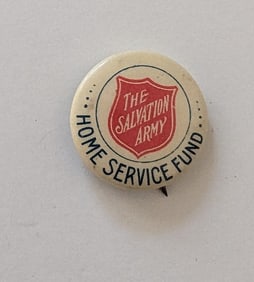 THE
SALVATION
ARMY
HOME SERVICE FUND